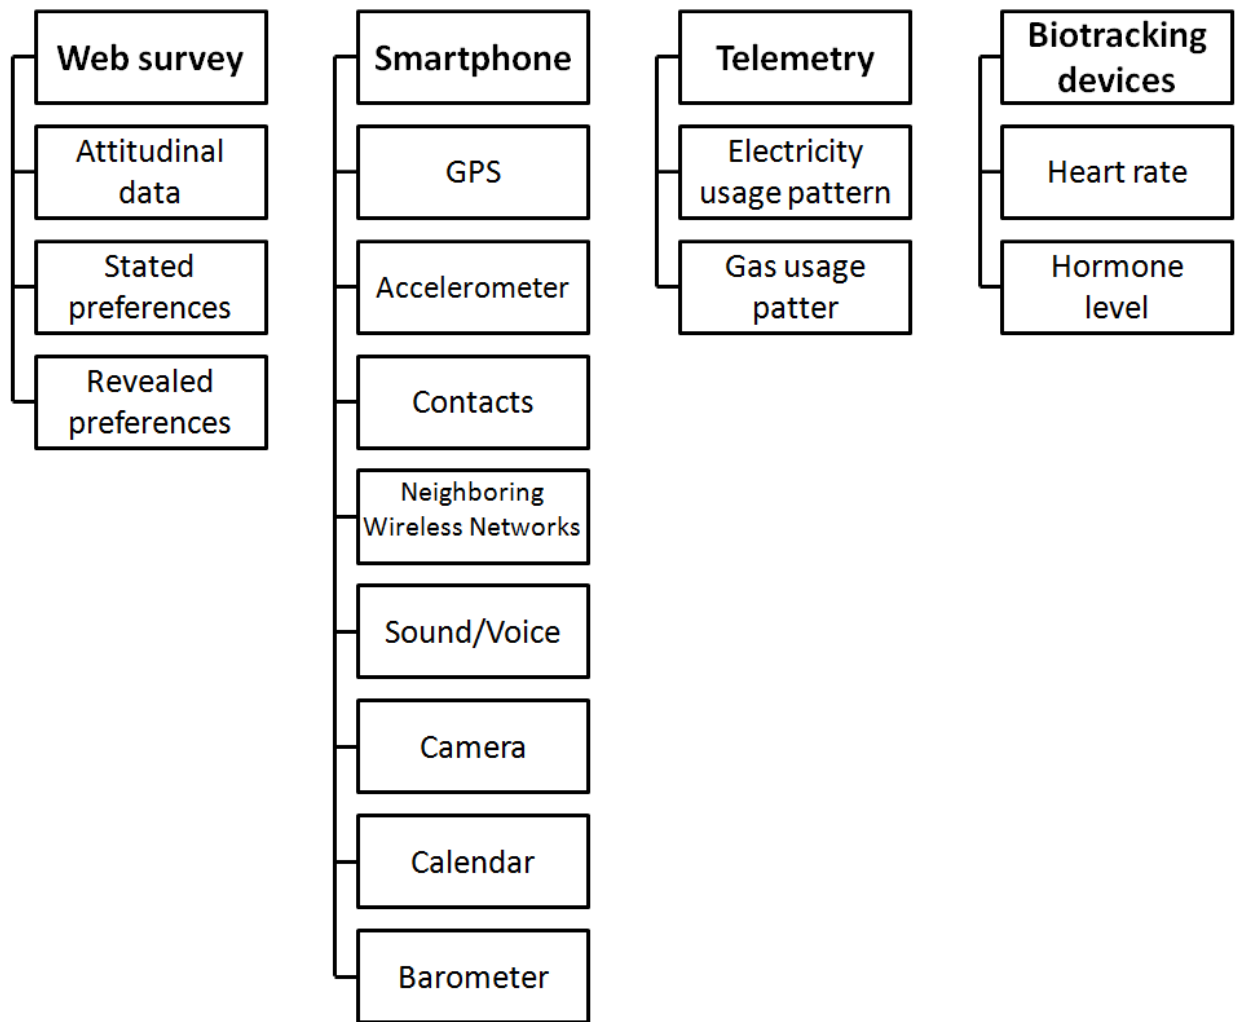 Web survey
Attitudinal
data
Stated
preferences
Revealed
preferences
Smartphone
GPS
Accelerometer
Contacts
Neighboring
Wireless Networks
Sound/Voice
Camera
Calendar
Barometer
Telemetry
Electricity
usage pattern
Gas usage
patter
Biotracking
devices
Heart rate
Hormone
level